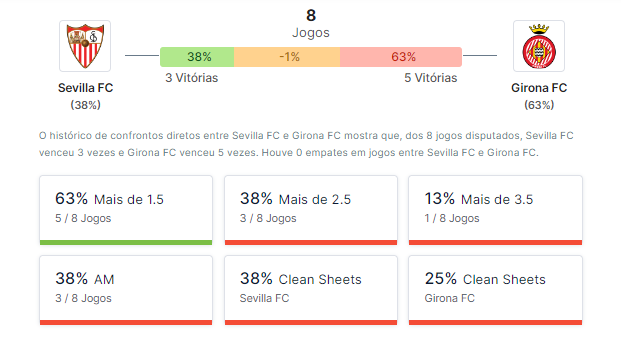 8
Jogos
38% -1% 63%
3 Vitórias 5 Vitórias
Sevilla FC Girona FC
(38%) (63%)
O histórico de confrontos diretos entre Sevilla FC e Girona FC mostra que, dos 8 jogos disputados, Sevilla FC
venceu 3 vezes e Girona FC venceu 5 vezes. Houve 0 empates em jogos entre Sevilla FC e Girona FC.
63% Mais de 1.5
5 / 8 Jogos
38% Mais de 2.5
3 / 8 Jogos
13% Mais de 3.5
1 / 8 Jogos
38% AM
3 / 8 Jogos
38% Clean Sheets
Sevilla FC
25% Clean Sheets
Girona FC